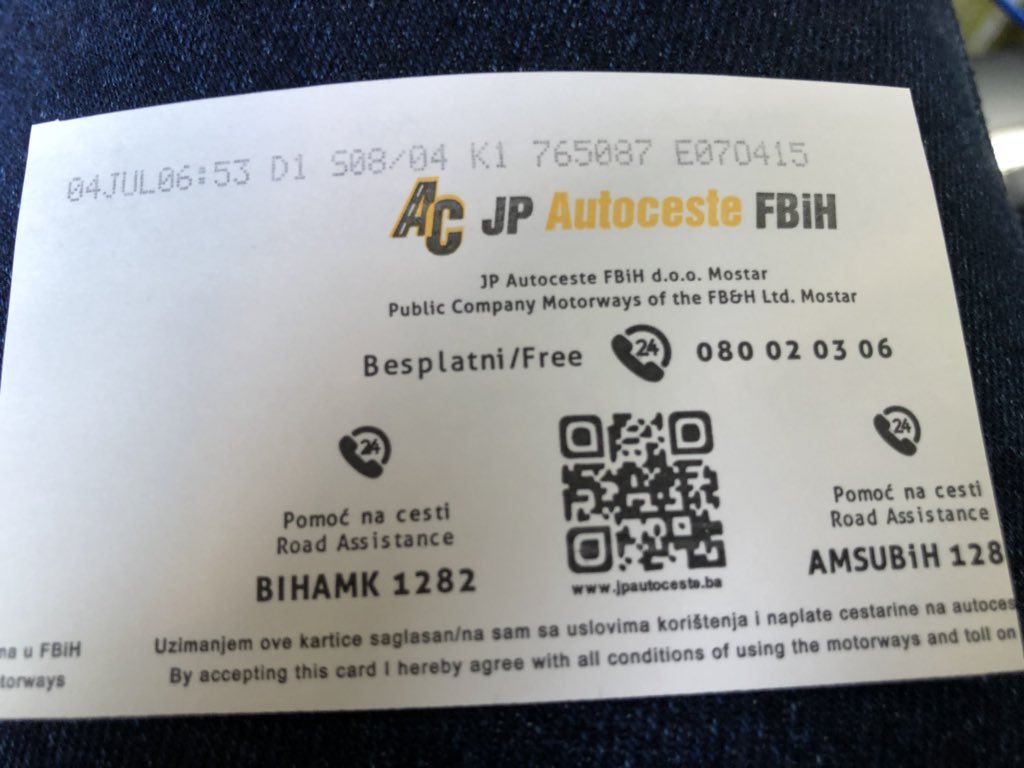 04JUL06:53 D1 S08/04 K1 765087 E070415
AC JP Autoceste FBiH
JP Autoceste FBiH d.o.o. Mostar
Public Company Motorways of the FB&H Ltd. Mostar
Besplatni/Free 24 080 02 03 06
24
24
Pomoć na cesti
Road Assistance
BIHAMK 1282
www.jpautoceste.ba
Pomoć na cesti
Road Assistance
AMSUBiH 128
na u FBiH
torways
Uzimanjem ove kartice saglasan/na sam sa uslovima korištenja i naplate cestarine na autoces
By accepting this card I hereby agree with all conditions of using the motorways and toll on